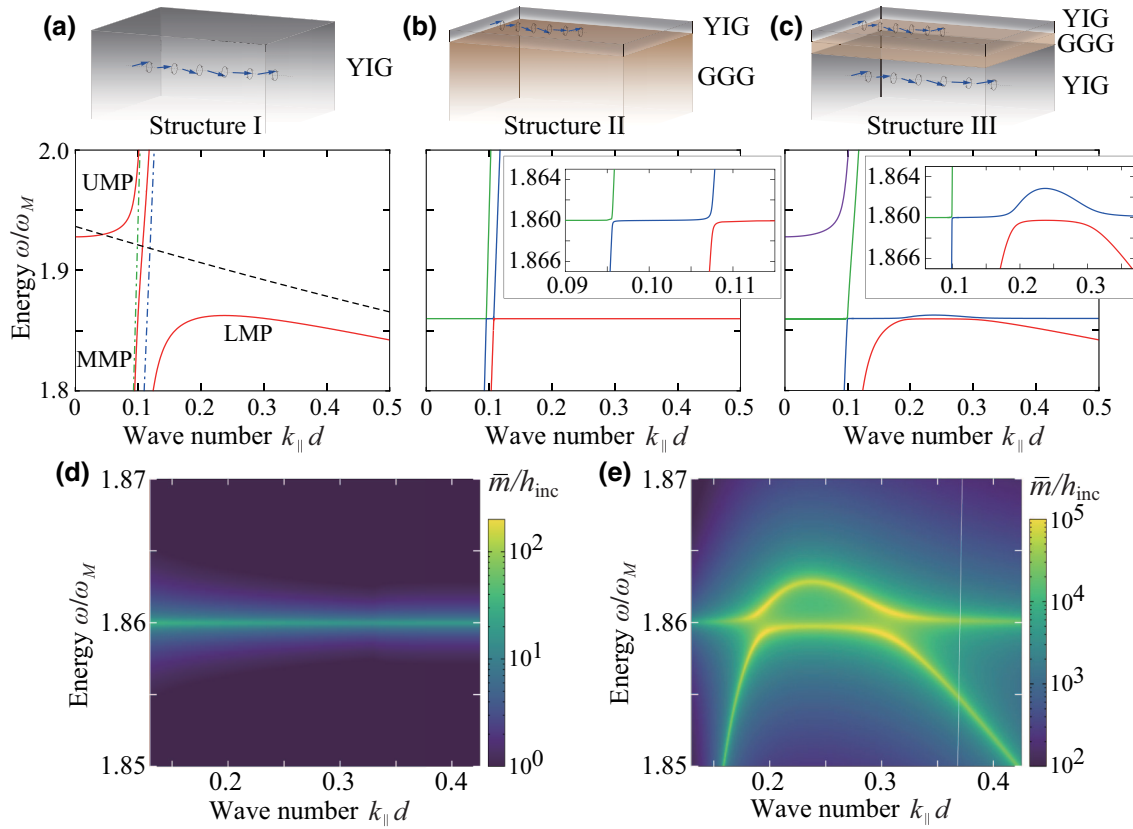 (a)
YIG
Structure I
(b)
YIG
GGG
Structure II
(c)
YIG
GGG
YIG
Structure III
Energy ω/ω_M
2.0
1.9
1.8
UMP
MMP
LMP
0 0.1 0.2 0.3 0.4 0.5
Wave number k_∥ d
1.864
1.860
1.866
0.09 0.10 0.11
0 0.1 0.2 0.3 0.4 0.5
Wave number k_∥ d
1.864
1.860
1.866
0.1 0.2 0.3
0 0.1 0.2 0.3 0.4 0.5
Wave number k_∥ d
(d)
Energy ω/ω_M
1.87
1.86
1.85
0.2 0.3 0.4
Wave number k_∥ d
m̄/h_inc
10^2
10^1
10^0
(e)
Energy ω/ω_M
1.87
1.86
1.85
0.2 0.3 0.4
Wave number k_∥ d
m̄/h_inc
10^5
10^4
10^3
10^2